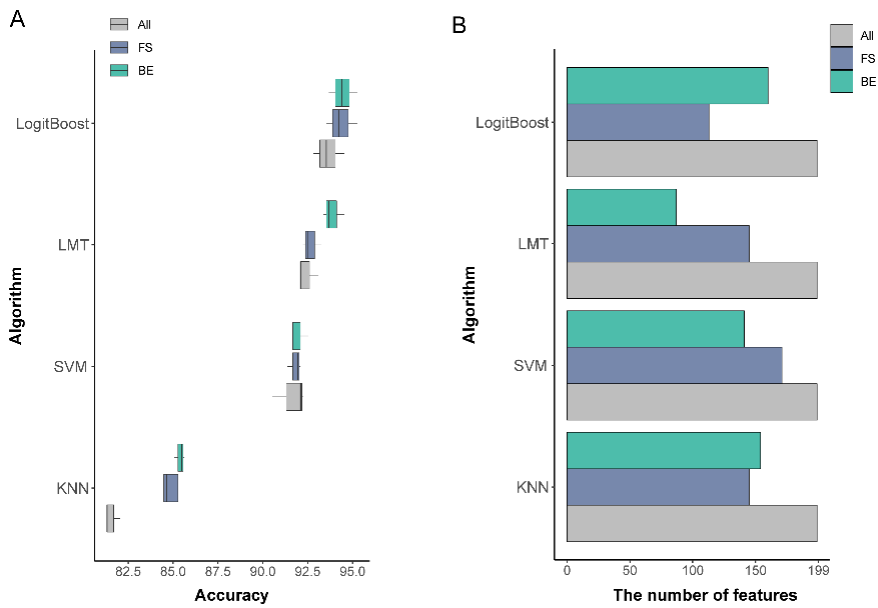 A
All
FS
BE
LogitBoost
LMT
SVM
KNN
Algorithm
82.5 85.0 87.5 90.0 92.5 95.0
Accuracy
B
All
FS
BE
LogitBoost
LMT
SVM
KNN
Algorithm
0 50 100 150 199
The number of features